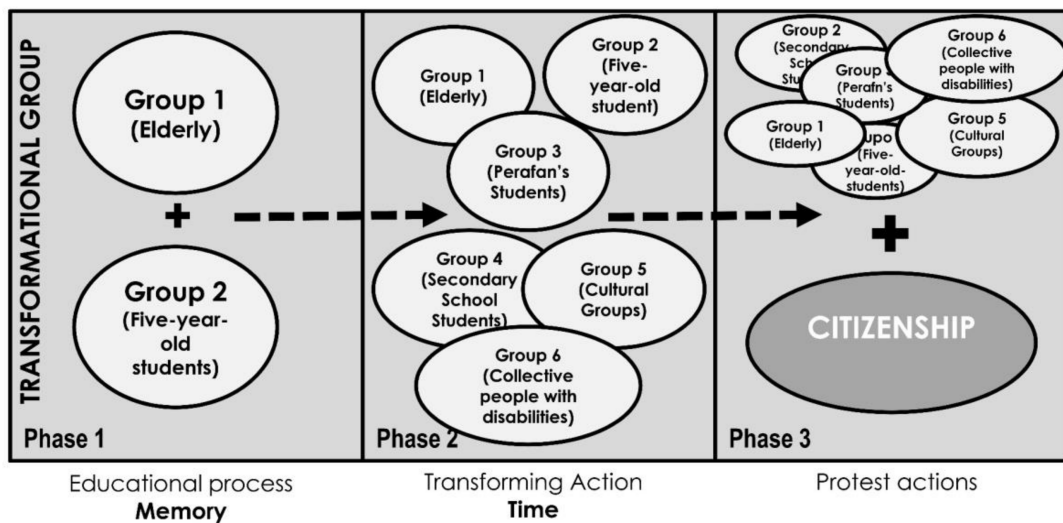 TRANSFORMATIONAL GROUP
Group 1
(Elderly)
+
Group 2
(Five-year-
old
students)
Phase 1
Group 1
(Elderly)
Group 2
(Five-
year-old
student)
Group 3
(Perafan's
Students)
Group 4
(Secondary
School
Students)
Group 5
(Cultural
Groups)
Group 6
(Collective
people with
disabilities)
Phase 2
Group 2
(Secondary
School
Group 6
(Collective
people with
disabilities)
(Perafn's
Students)
Group 1
(Elderly)
Group 5
(Cultural
Groups)
(Five-
year-old-
students)
+
CITIZENSHIP
Phase 3
Educational process
Memory
Transforming Action
Time
Protest actions